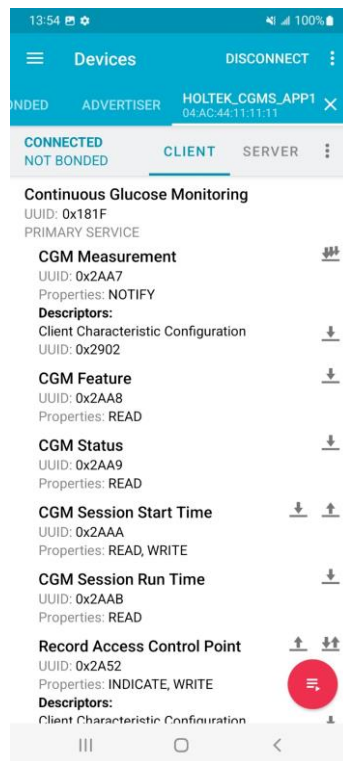 13:54 100%
Devices DISCONNECT
ONDED ADVERTISER HOLTEK_CGMS_APP1
04:AC:44:11:11:11
CONNECTED
NOT BONDED CLIENT SERVER
Continuous Glucose Monitoring
UUID: 0x181F
PRIMARY SERVICE
CGM Measurement
UUID: 0x2AA7
Properties: NOTIFY
Descriptors:
Client Characteristic Configuration
UUID: 0x2902
CGM Feature
UUID: 0x2AA8
Properties: READ
CGM Status
UUID: 0x2AA9
Properties: READ
CGM Session Start Time
UUID: 0x2AAA
Properties: READ, WRITE
CGM Session Run Time
UUID: 0x2AAB
Properties: READ
Record Access Control Point
UUID: 0x2A52
Properties: INDICATE, WRITE
Descriptors:
Client Characteristic Configuration